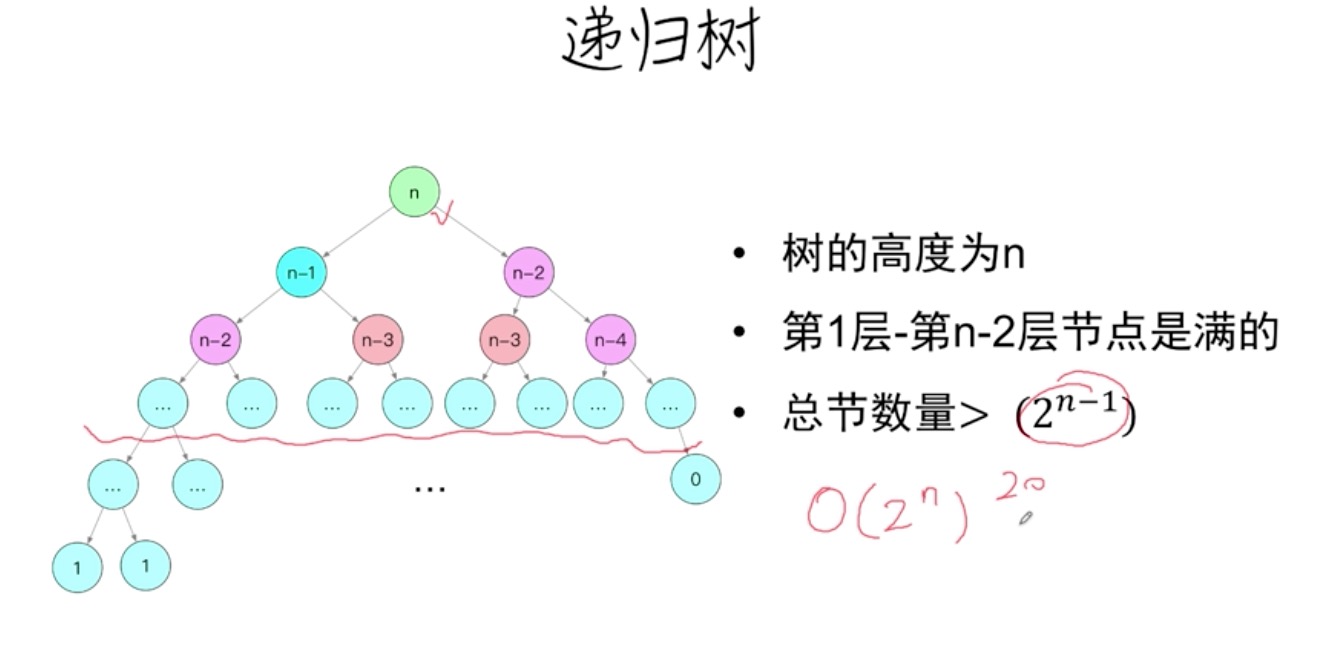 递归树
n
n-1
n-2
n-2
n-3
n-3
n-4
... ... ... ... ... ... ... ...
... ... ... 0
1 1
• 树的高度为n
• 第1层-第n-2层节点是满的
• 总节数量> (2^{n-1})
O(2^n) 20